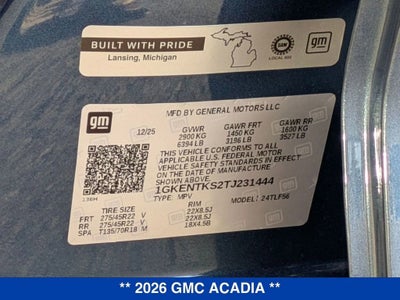 BUILT WITH PRIDE
Lansing, Michigan
LOCAL 602
gm
gm
MFD BY GENERAL MOTORS LLC
12/25 GVWR GAWR FRT GAWR RR
2900 KG 1450 KG 1600 KG
6394 LB 3196 LB 3527 LB
THIS VEHICLE CONFORMS TO ALL
APPLICABLE U.S. FEDERAL MOTOR
VEHICLE SAFETY STANDARDS IN EFFECT
ON THE DATE OF MANUFACTURE
SHOWN ABOVE.
1GKENTKS2TJ231444
TYPE: MPV MODEL: 24TLF56
TIRE SIZE RIM
FRT 275/45R22 V 22X8.5J
RR 275/45R22 V 22X8.5J
SPA T135/70R18 M 18X4.5B
** 2026 GMC ACADIA **